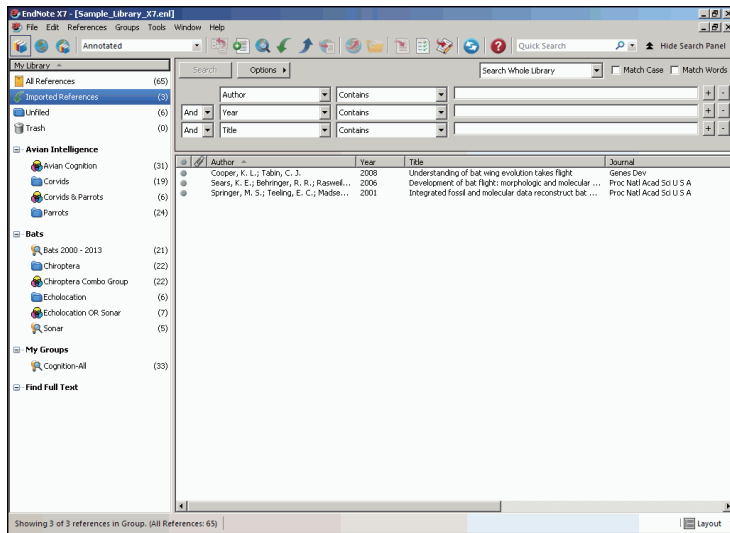 EndNote X7 - [Sample_Library_X7.enl]
File Edit References Groups Tools Window Help
Annotated Quick Search Hide Search Panel
My Library
All References (65)
Imported References (3)
Unfiled (6)
Trash (0)
Avian Intelligence
Avian Cognition (31)
Corvids (19)
Corvids & Parrots (6)
Parrots (24)
Bats
Bats 2000 - 2013 (21)
Chiroptera (22)
Chiroptera Combo Group (22)
Echolocation (6)
Echolocation OR Sonar (7)
Sonar (5)
My Groups
Cognition-All (33)
Find Full Text
Search Options Search Whole Library Match Case Match Words
Author Contains + -
And Year Contains + -
And Title Contains + -
Author Year Title Journal
Cooper, K. L.; Tabin, C. J. 2008 Understanding of bat wing evolution takes flight Genes Dev
Sears, K. E.; Behringer, R. R.; Rasweil... 2006 Development of bat flight: morphologic and molecular ... Proc Natl Acad Sci U S A
Springer, M. S.; Teeling, E. C.; Madse... 2001 Integrated fossil and molecular data reconstruct bat ... Proc Natl Acad Sci U S A
Showing 3 of 3 references in Group. (All References: 65) Layout